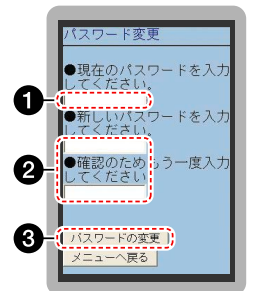 パスワード変更
●現在のパスワードを入力
してください。
1
●新しいパスワードを入力
してください。
2
●確認のためもう一度入力
してください
3
パスワードの変更
メニューへ戻る